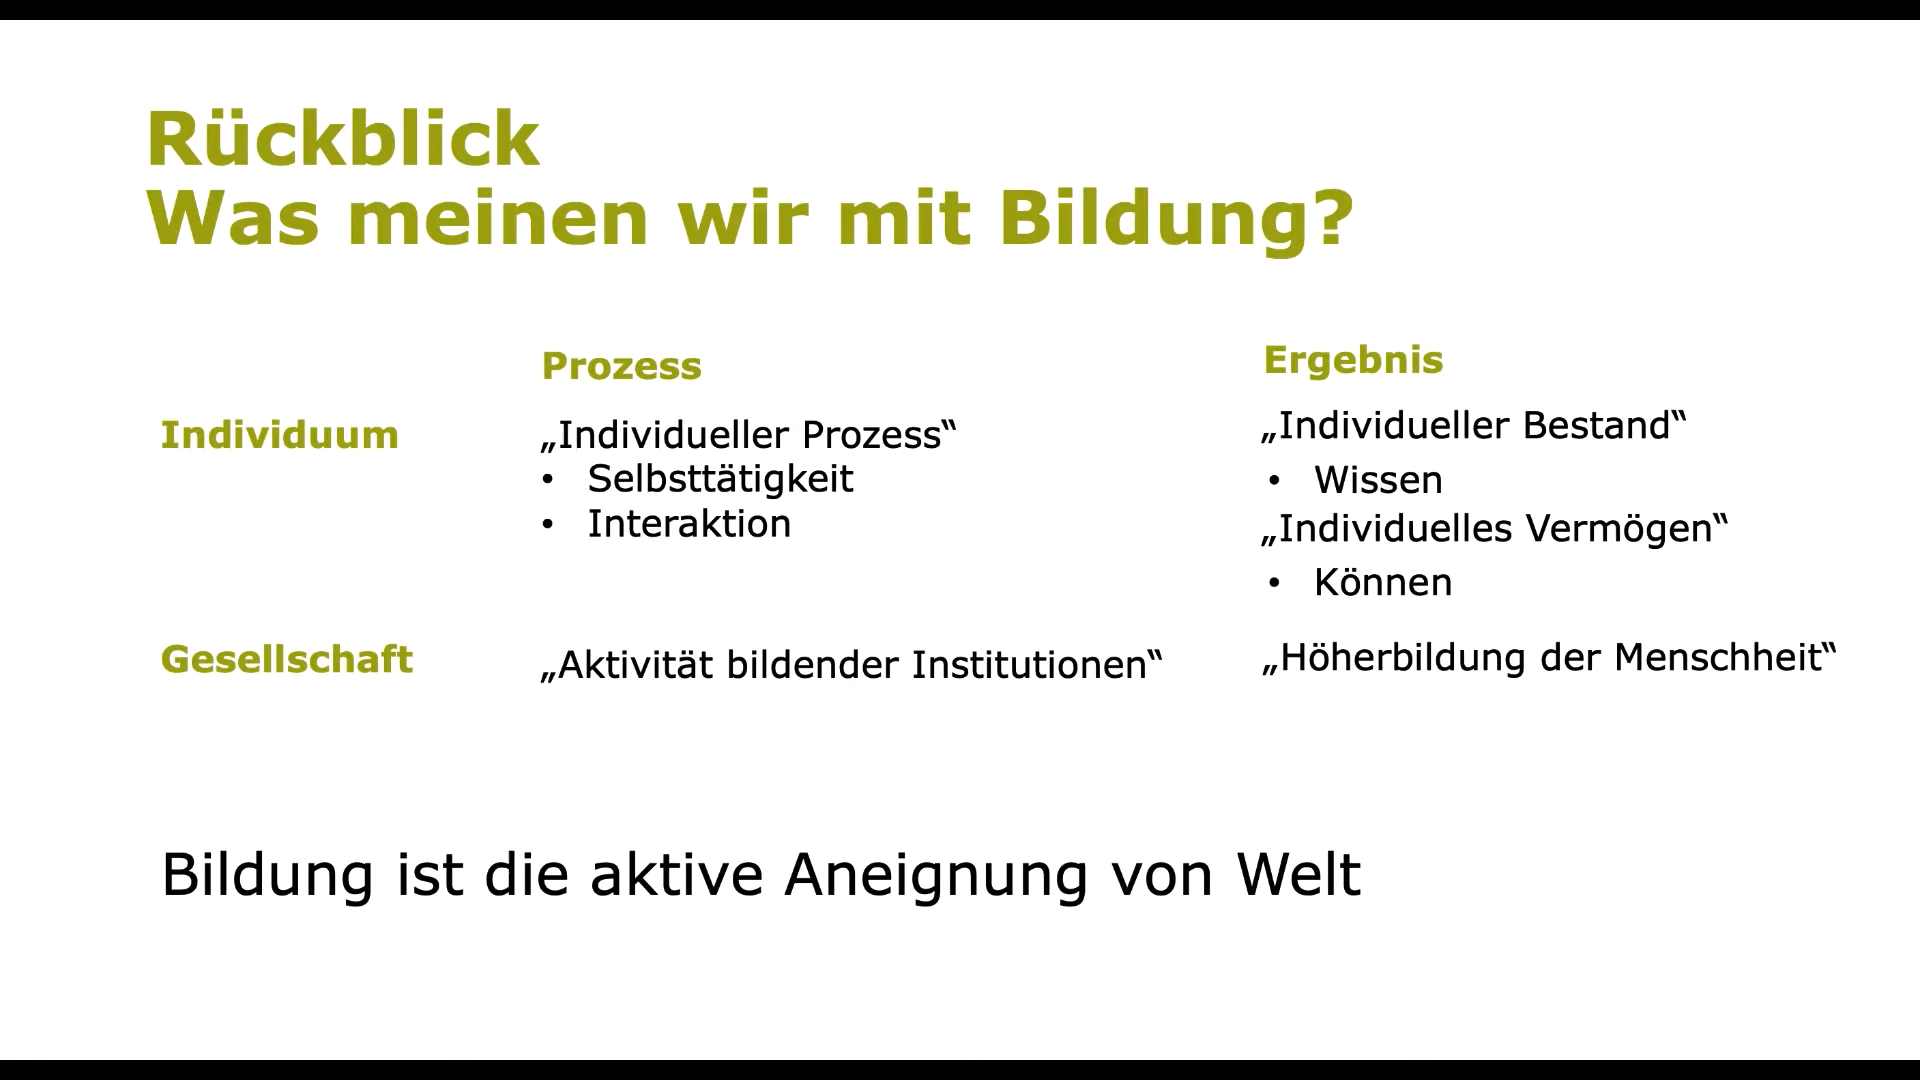 Rückblick
Was meinen wir mit Bildung?
Prozess
Ergebnis
Individuum
„Individueller Prozess“
• Selbsttätigkeit
• Interaktion
„Individueller Bestand“
• Wissen
„Individuelles Vermögen“
• Können
Gesellschaft
„Aktivität bildender Institutionen“
„Höherbildung der Menschheit“
Bildung ist die aktive Aneignung von Welt